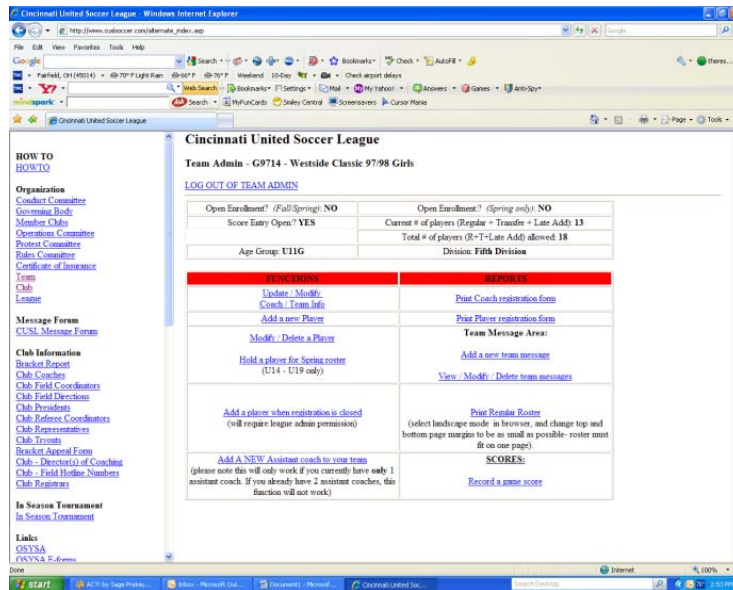 Cincinnati United Soccer League - Windows Internet Explorer
http://www.cuslsoccer.com/alternate_index.asp
Google
File Edit View Favorites Tools Help
Google Search Bookmarks Check AutoFill
Fairfield, OH (45014) 70° F Light Rain 66° F 76° F Weekend 10-Day Check airport delays
Y! Web Search Bookmarks Settings Mail My Yahoo! Answers Games Anti-Spy
mindspark Search MyFunCards Smiley Central Screensavers Cursor Mania
Cincinnati United Soccer League Page Tools
HOW TO
HOWTO
Organization
Conduct Committee
Governing Body
Member Clubs
Operations Committee
Protest Committee
Rules Committee
Certificate of Insurance
Team
Club
League
Message Forum
CUSL Message Forum
Club Information
Bracket Report
Club Coaches
Club Field Coordinators
Club Field Directions
Club Presidents
Club Referee Coordinators
Club Representatives
Club Tryouts
Bracket Appeal Form
Club - Director(s) of Coaching
Club - Field Hotline Numbers
Club Registrars
In Season Tournament
In Season Tournament
Links
OSYSA
OSYSA E-forms
Cincinnati United Soccer League
Team Admin - G9714 - Westside Classic 97/98 Girls
LOG OUT OF TEAM ADMIN
Open Enrollment? (Fall/Spring): NO Open Enrollment? (Spring only): NO
Score Entry Open? YES Current # of players (Regular + Transfer + Late Add): 13
Total # of players (R+T+Late Add) allowed: 18
Age Group: U11G Division: Fifth Division
FUNCTIONS REPORTS
Update / Modify
Coach / Team Info
Print Coach registration form
Add a new Player Print Player registration form
Modify / Delete a Player
Hold a player for Spring roster
(U14 - U19 only)
Team Message Area:
Add a new team message
View / Modify / Delete team messages
Add a player when registration is closed
(will require league admin permission)
Print Regular Roster
(select landscape mode in browser, and change top and
bottom page margins to be as small as possible- roster must
fit on one page).
Add A NEW Assistant coach to your team
(please note this will only work if you currently have only 1
assistant coach. If you already have 2 assistant coaches, this
function will not work)
SCORES:
Record a game score
Done Internet 100%
start ACT! by Sage Premiu... Inbox - Microsoft Out... Document1 - Microsof... Cincinnati United Soc... Search Desktop 2:53 PM